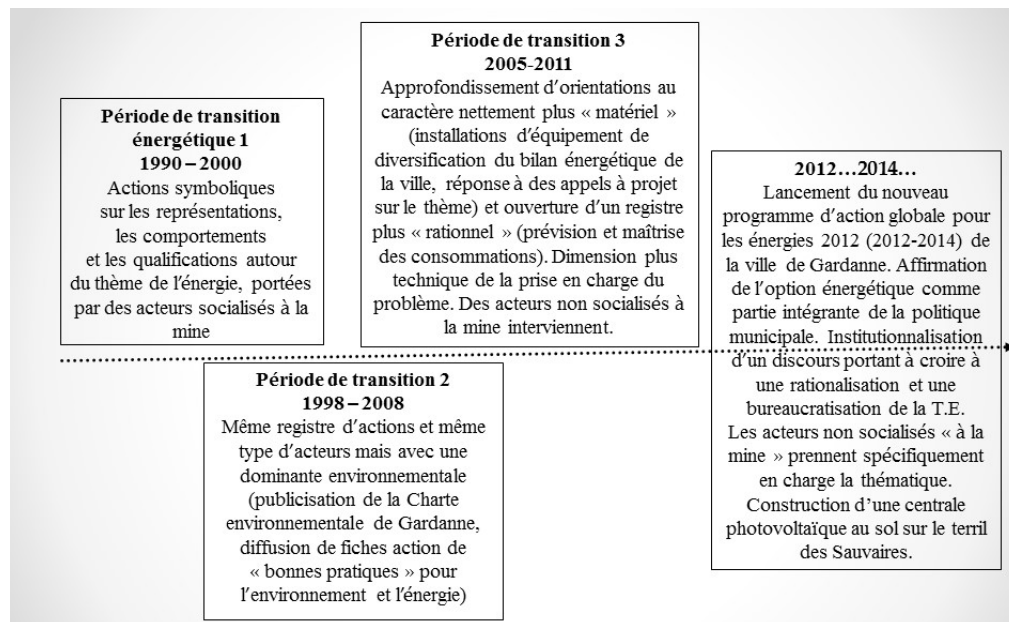 Période de transition
énergétique 1
1990 – 2000
Actions symboliques
sur les représentations,
les comportements
et les qualifications autour
du thème de l'énergie, portées
par des acteurs socialisés à la
mine
Période de transition 2
1998 – 2008
Même registre d'actions et même
type d'acteurs mais avec une
dominante environnementale
(publicisation de la Charte
environnementale de Gardanne,
diffusion de fiches action de
« bonnes pratiques » pour
l'environnement et l'énergie)
Période de transition 3
2005-2011
Approfondissement d'orientations au
caractère nettement plus « matériel »
(installations d'équipement de
diversification du bilan énergétique de
la ville, réponse à des appels à projet
sur le thème) et ouverture d'un registre
plus « rationnel » (prévision et maîtrise
des consommations). Dimension plus
technique de la prise en charge du
problème. Des acteurs non socialisés à
la mine interviennent.
2012…2014…
Lancement du nouveau
programme d'action globale pour
les énergies 2012 (2012-2014) de
la ville de Gardanne. Affirmation
de l'option énergétique comme
partie intégrante de la politique
municipale. Institutionnalisation
d'un discours portant à croire à
une rationalisation et une
bureaucratisation de la T.E.
Les acteurs non socialisés « à la
mine » prennent spécifiquement
en charge la thématique.
Construction d'une centrale
photovoltaïque au sol sur le terril
des Sauvaires.